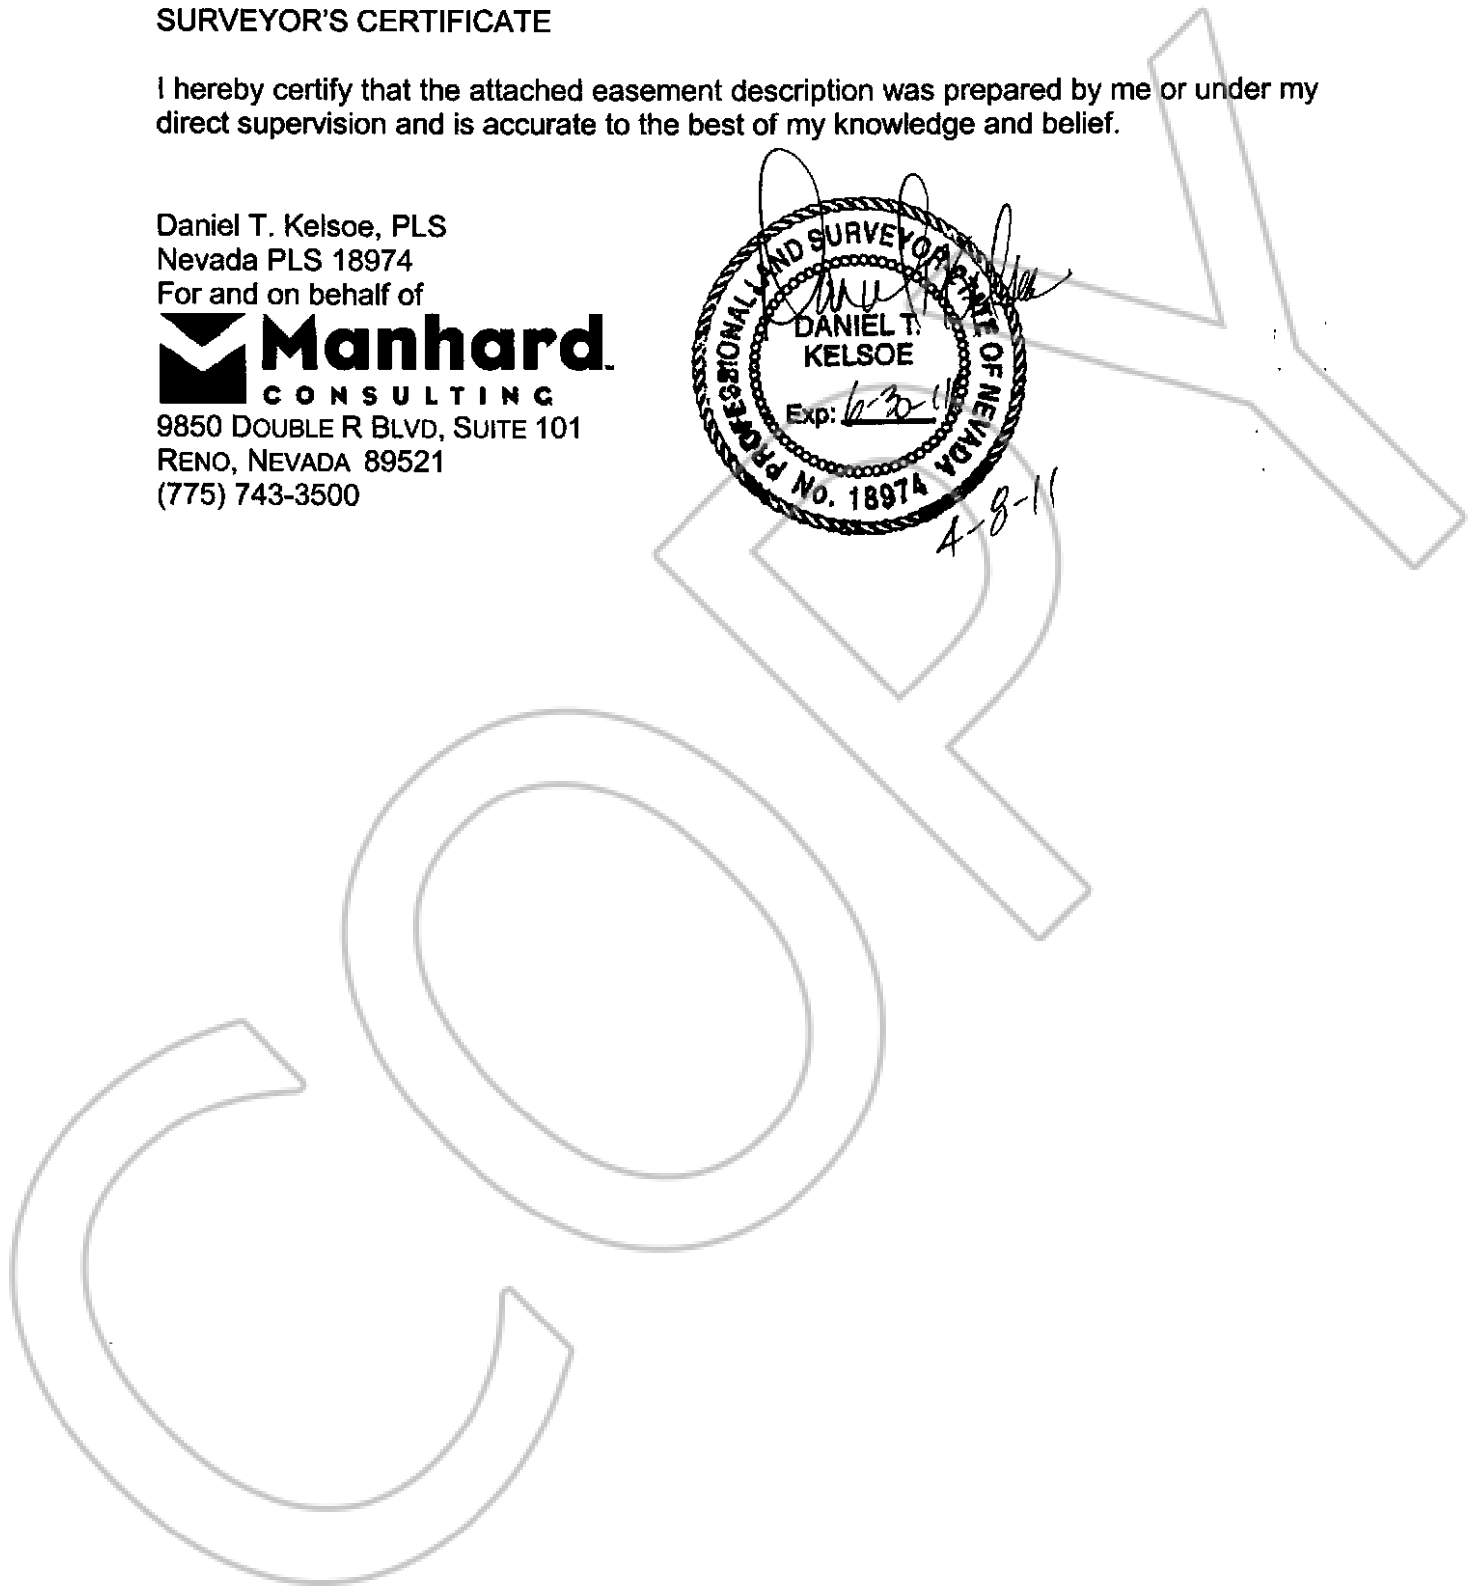 SURVEYOR'S CERTIFICATE
I hereby certify that the attached easement description was prepared by me or under my
direct supervision and is accurate to the best of my knowledge and belief.
Daniel T. Kelsoe, PLS
Nevada PLS 18974
For and on behalf of
Manhard
CONSULTING
9850 DOUBLE R BLVD, SUITE 101
RENO, NEVADA 89521
(775) 743-3500
PROFESSIONAL LAND SURVEYOR STATE OF NEVADA
DANIEL T.
KELSOE
Exp: 6-30-11
No. 18974
4-8-11
COPY